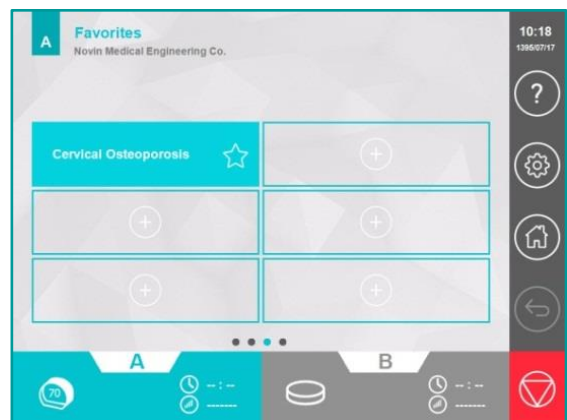 A
Favorites
Novin Medical Engineering Co.
10:18
1395/07/17
?
Cervical Osteoporosis
A
B
70
-- : --
-------
-- : --
-------